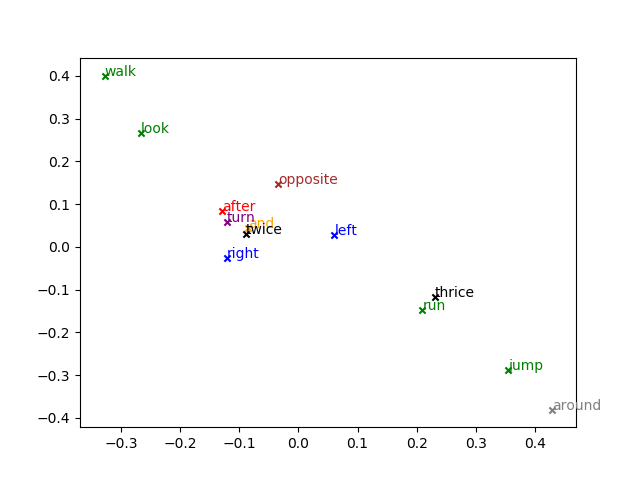 walk
look
opposite
after
turn
and
twice
left
right
thrice
run
jump
around
0.4
0.3
0.2
0.1
0.0
−0.1
−0.2
−0.3
−0.4
−0.3 −0.2 −0.1 0.0 0.1 0.2 0.3 0.4